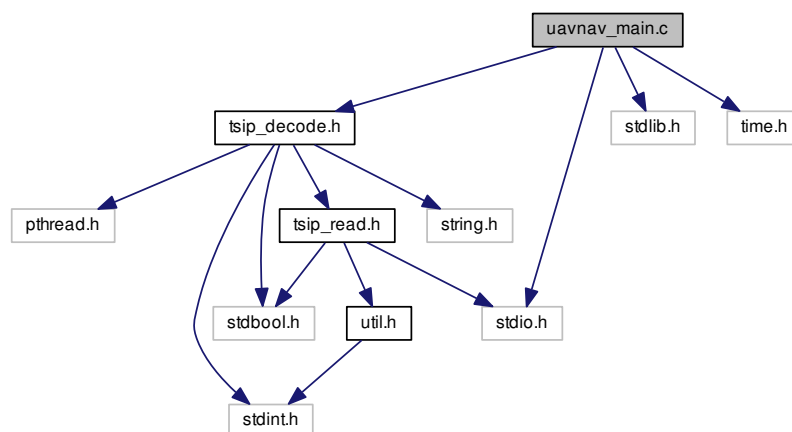 uavnav_main.c
tsip_decode.h
stdlib.h
time.h
pthread.h
tsip_read.h
string.h
stdbool.h
util.h
stdio.h
stdint.h